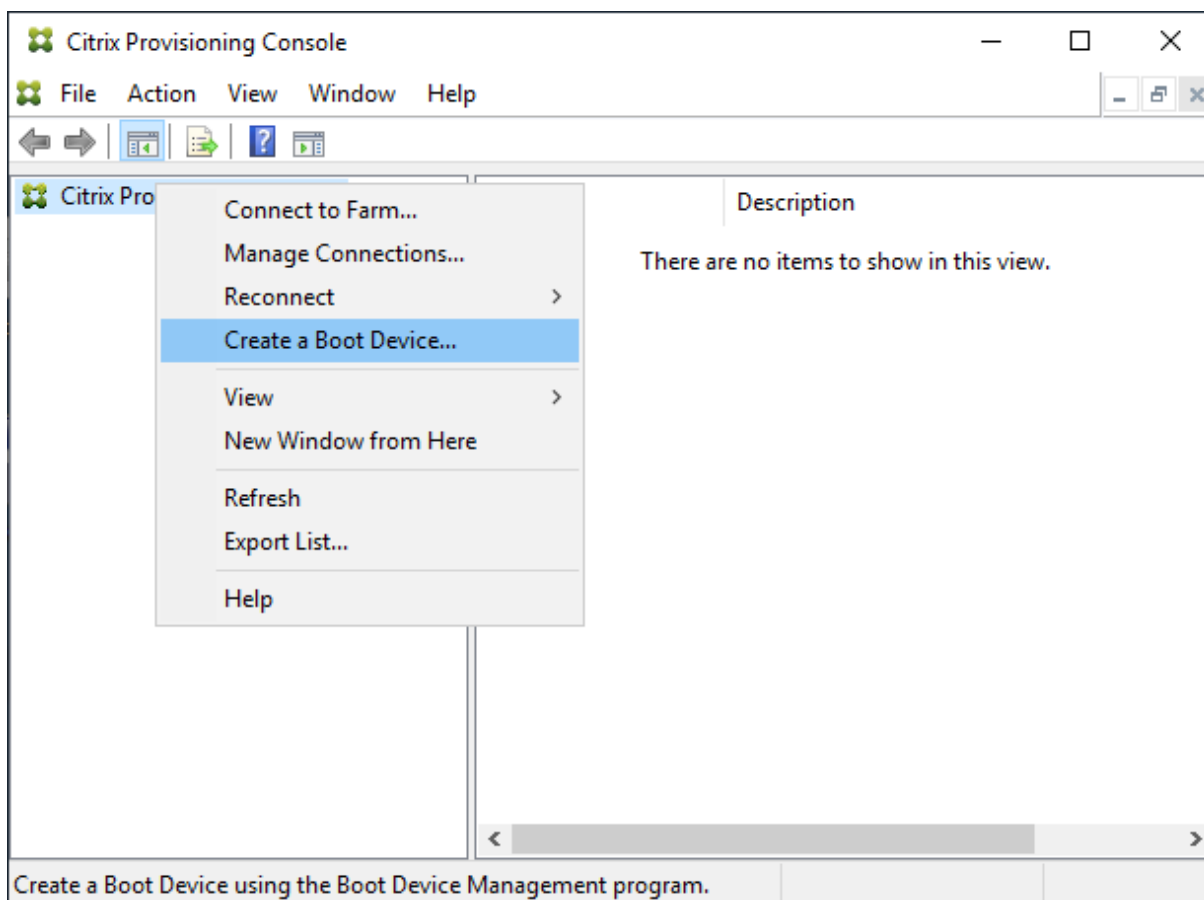 Citrix Provisioning Console
File Action View Window Help
Citrix Pro
Description
There are no items to show in this view.
Connect to Farm...
Manage Connections...
Reconnect
Create a Boot Device...
View
New Window from Here
Refresh
Export List...
Help
Create a Boot Device using the Boot Device Management program.